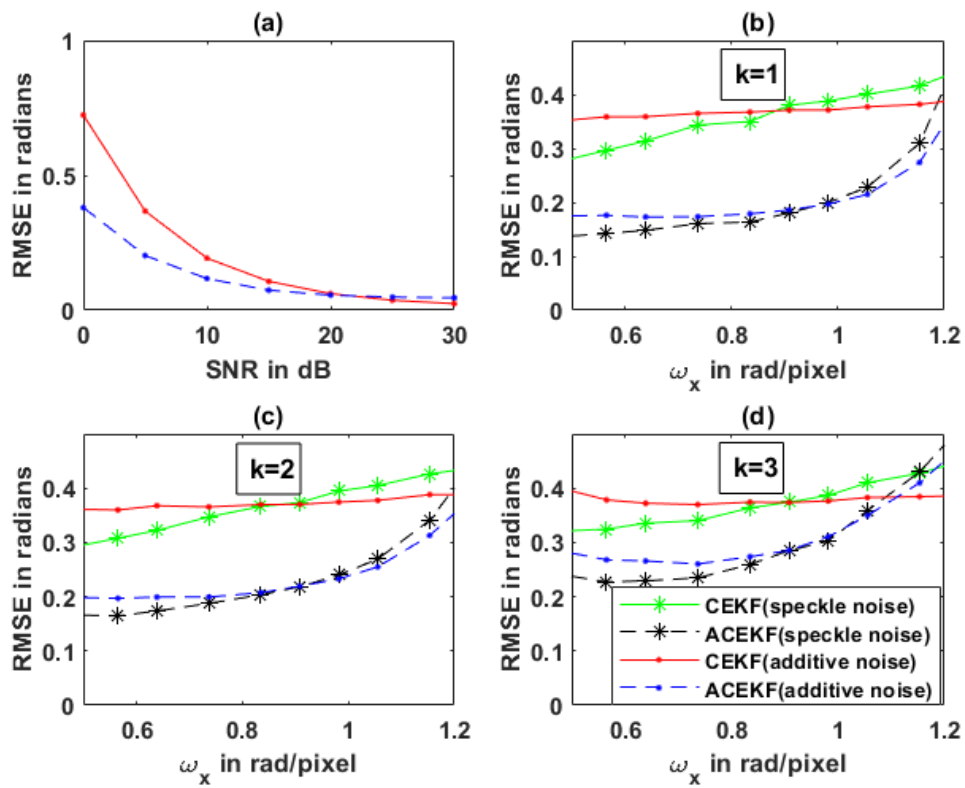 (a)
RMSE in radians
1
0.5
0
0
10
20
30
SNR in dB
(b)
k=1
RMSE in radians
0.4
0.3
0.2
0.1
0
0.6
0.8
1
1.2
ω_x in rad/pixel
(c)
k=2
RMSE in radians
0.4
0.3
0.2
0.1
0
0.6
0.8
1
1.2
ω_x in rad/pixel
(d)
k=3
RMSE in radians
0.4
0.3
0.2
0.1
0
CEKF(speckle noise)
ACEKF(speckle noise)
CEKF(additive noise)
ACEKF(additive noise)
0.6
0.8
1
1.2
ω_x in rad/pixel